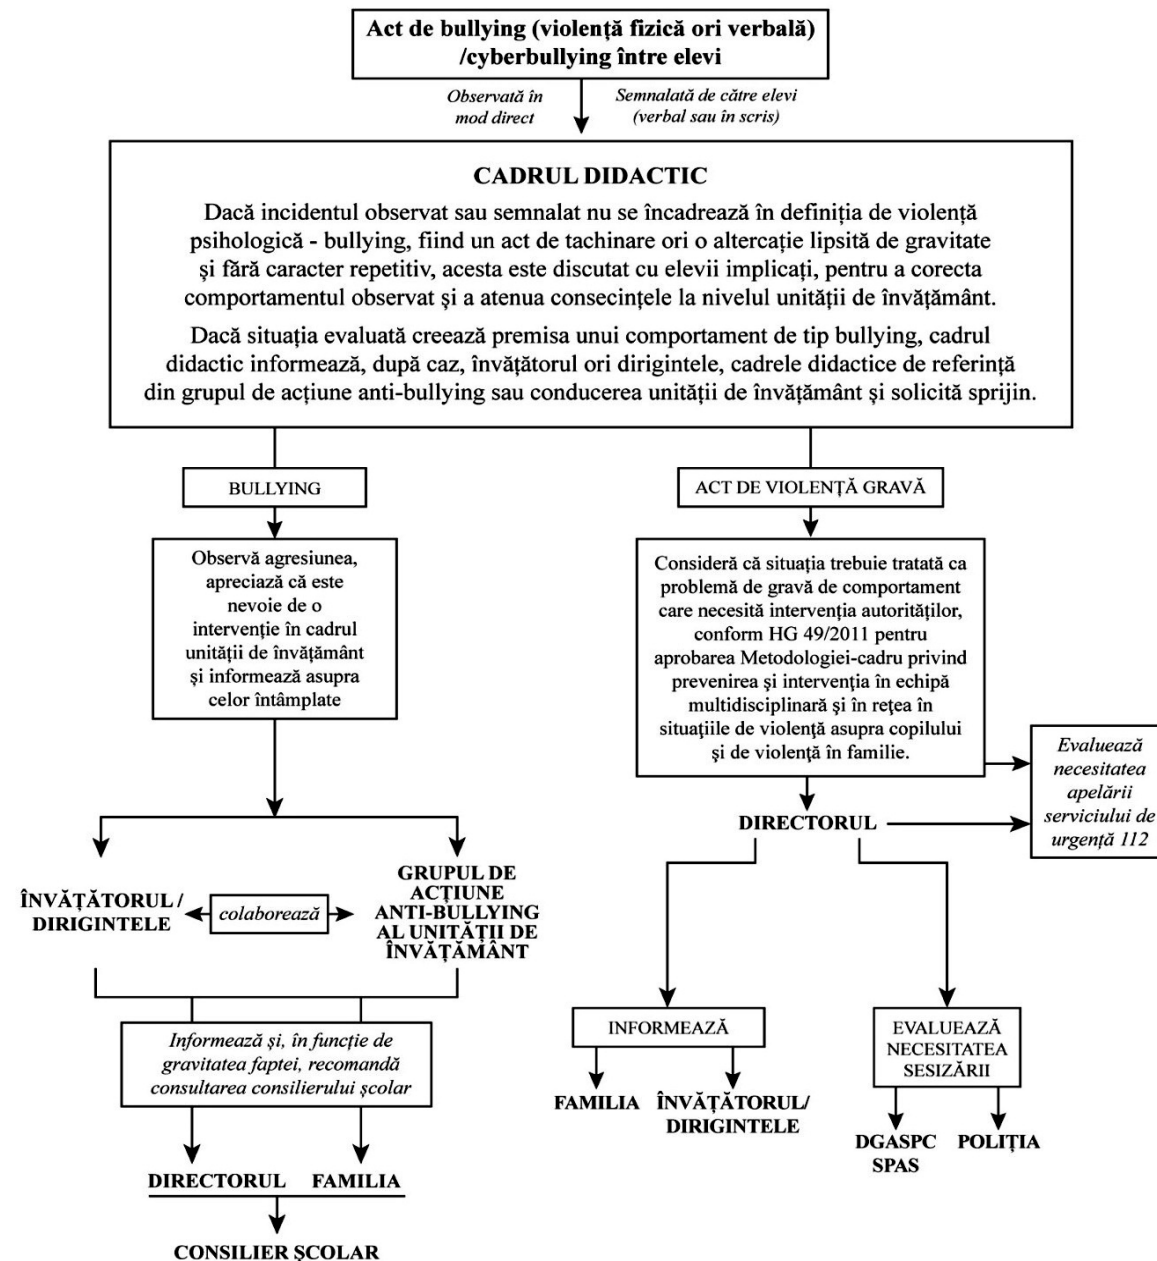 Act de bullying (violență fizică ori verbală)
/cyberbullying între elevi
Observată în
mod direct
Semnalată de către elevi
(verbal sau în scris)
CADRUL DIDACTIC
Dacă incidentul observat sau semnalat nu se încadrează în definiția de violență
psihologică - bullying, fiind un act de tachinare ori o altercație lipsită de gravitate
și fără caracter repetitiv, acesta este discutat cu elevii implicați, pentru a corecta
comportamentul observat și a atenua consecințele la nivelul unității de învățământ.
Dacă situația evaluată creează premisa unui comportament de tip bullying, cadrul
didactic informează, după caz, învățătorul ori dirigintele, cadrele didactice de referință
din grupul de acțiune anti-bullying sau conducerea unității de învățământ și solicită sprijin.
BULLYING
Observă agresiunea,
apreciază că este
nevoie de o
intervenție în cadrul
unității de învățământ
și informează asupra
celor întâmplate
ÎNVĂȚĂTORUL /
DIRIGINTELE
colaborează
GRUPUL DE
ACȚIUNE
ANTI-BULLYING
AL UNITĂȚII DE
ÎNVĂȚĂMÂNT
Informează și, în funcție de
gravitatea faptei, recomandă
consultarea consilierului școlar
DIRECTORUL
FAMILIA
CONSILIER ȘCOLAR
ACT DE VIOLENȚĂ GRAVĂ
Consideră că situația trebuie tratată ca
problemă de gravă de comportament
care necesită intervenția autorităților,
conform HG 49/2011 pentru
aprobarea Metodologiei-cadru privind
prevenirea şi intervenţia în echipă
multidisciplinară şi în reţea în
situaţiile de violenţă asupra copilului
şi de violenţă în familie.
Evaluează
necesitatea
apelării
serviciului de
urgență 112
DIRECTORUL
INFORMEAZĂ
FAMILIA
ÎNVĂȚĂTORUL/
DIRIGINTELE
EVALUEAZĂ
NECESITATEA
SESIZĂRII
DGASPC
SPAS
POLIȚIA